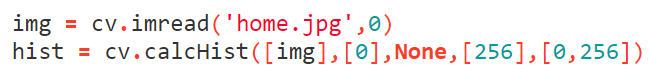 img = cv.imread('home.jpg',0)
hist = cv.calcHist([img],[0],None,[256],[0,256])